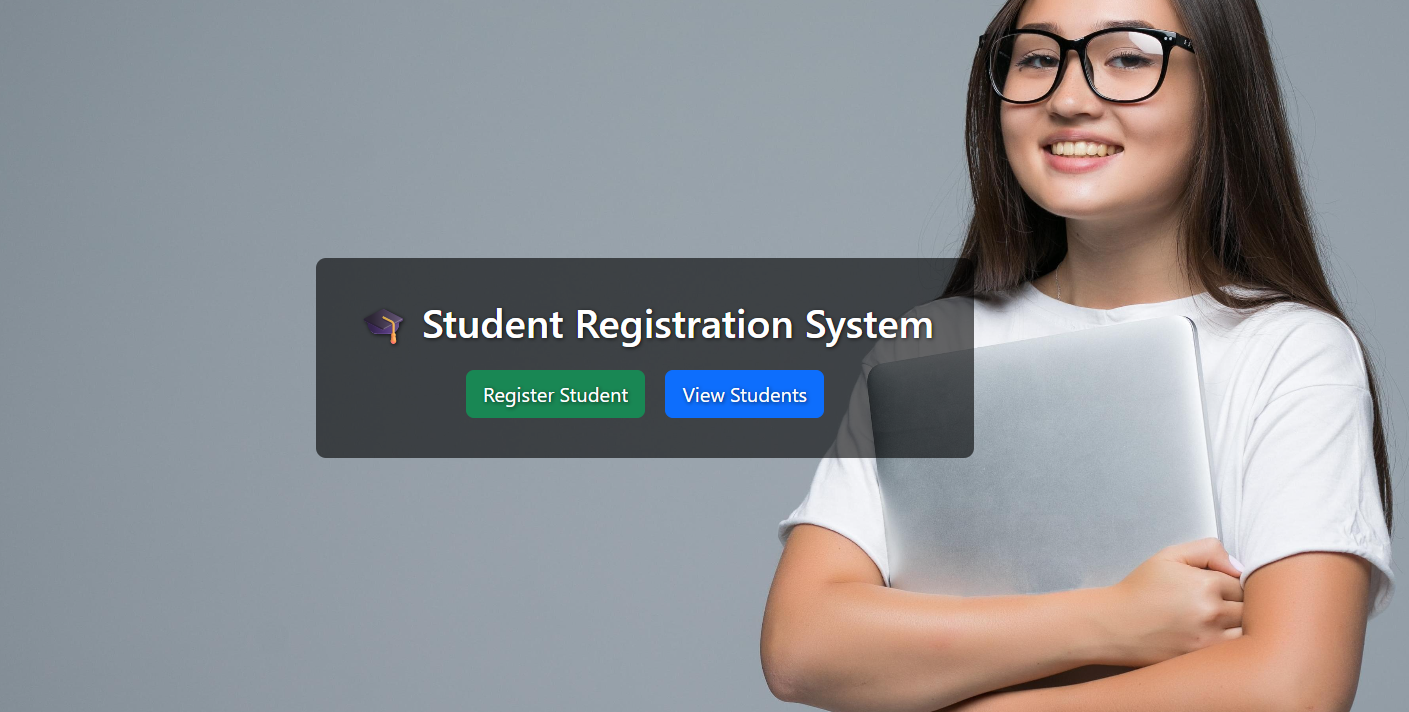 🎓 Student Registration System
Register Student
View Students